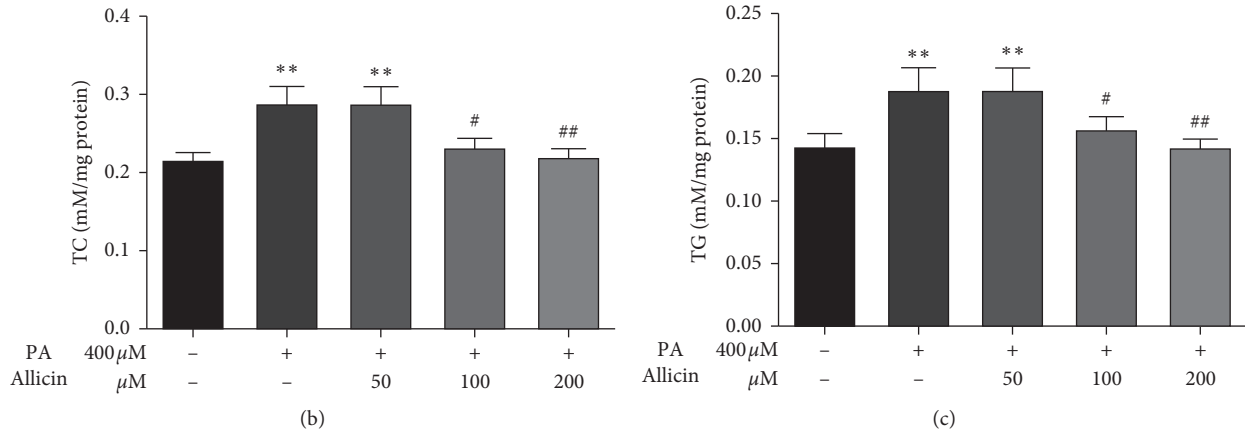 0.4
0.3
0.2
0.1
0.0
TC (mM/mg protein)
** ** # ##
PA 400 μM – + + + +
Allicin μM – – 50 100 200
(b)
0.25
0.20
0.15
0.10
0.05
0.00
TG (mM/mg protein)
** ** # ##
PA 400 μM – + + + +
Allicin μM – – 50 100 200
(c)